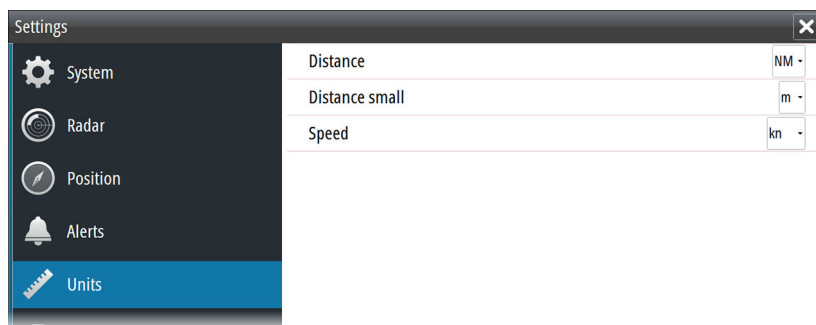 Settings
System
Radar
Position
Alerts
Units
Distance NM
Distance small m
Speed kn